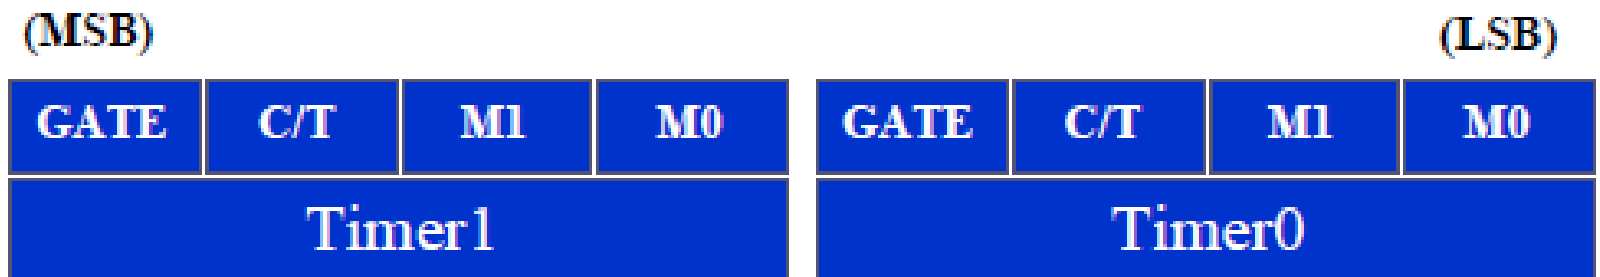 (MSB) (LSB)
GATE C/T M1 M0 GATE C/T M1 M0
Timer1 Timer0